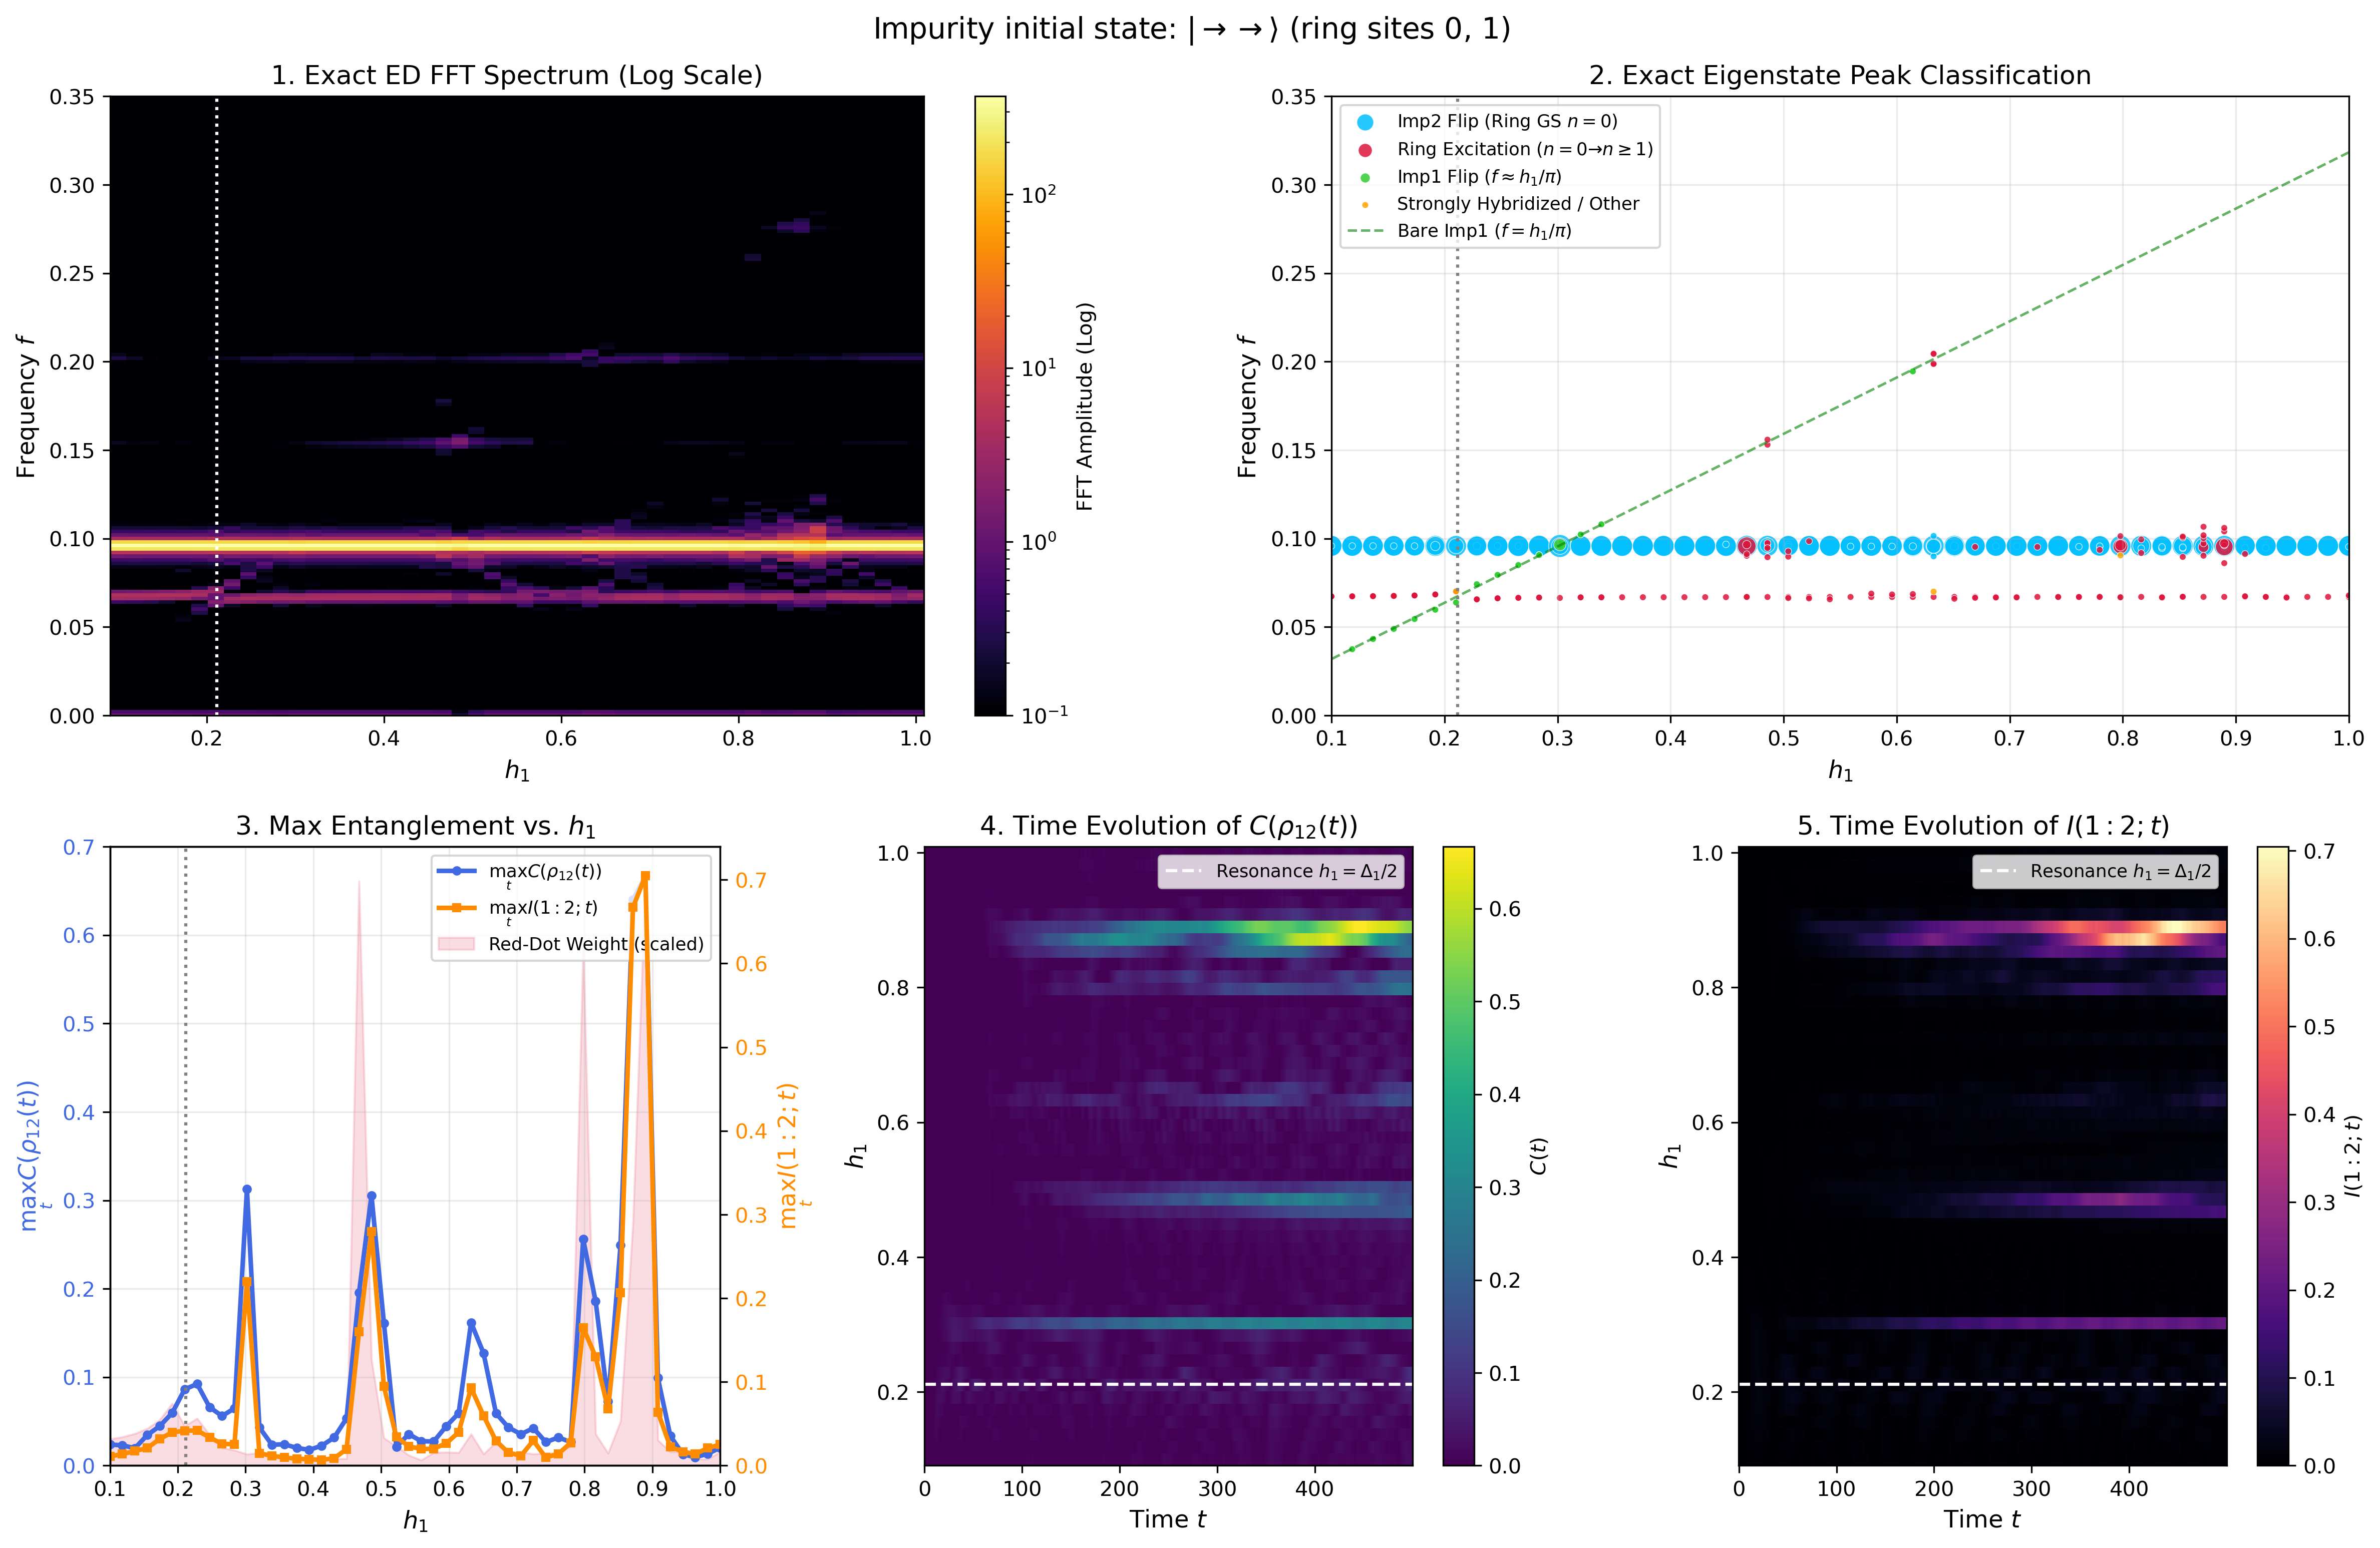 Impurity initial state: |→→⟩ (ring sites 0, 1)
1. Exact ED FFT Spectrum (Log Scale)
0.35
0.30
0.25
0.20
0.15
0.10
0.05
0.00
Frequency f
0.2 0.4 0.6 0.8 1.0
h₁
10²
10¹
10⁰
10⁻¹
FFT Amplitude (Log)
2. Exact Eigenstate Peak Classification
Imp2 Flip (Ring GS n = 0)
Ring Excitation (n = 0→n ≥ 1)
Imp1 Flip (f ≈ h₁/π)
Strongly Hybridized / Other
Bare Imp1 (f = h₁/π)
0.35
0.30
0.25
0.20
0.15
0.10
0.05
0.00
Frequency f
0.1 0.2 0.3 0.4 0.5 0.6 0.7 0.8 0.9 1.0
h₁
3. Max Entanglement vs. h₁
max C(ρ₁₂(t))
t
max I(1 : 2; t)
t
Red-Dot Weight (scaled)
0.7
0.6
0.5
0.4
0.3
0.2
0.1
0.0
max C(ρ₁₂(t))
t
0.7
0.6
0.5
0.4
0.3
0.2
0.1
0.0
max I(1 : 2; t)
t
0.1 0.2 0.3 0.4 0.5 0.6 0.7 0.8 0.9 1.0
h₁
4. Time Evolution of C(ρ₁₂(t))
Resonance h₁ = Δ₁/2
1.0
0.8
0.6
0.4
0.2
h₁
0 100 200 300 400
Time t
0.6
0.5
0.4
0.3
0.2
0.1
0.0
C(t)
5. Time Evolution of I(1 : 2; t)
Resonance h₁ = Δ₁/2
1.0
0.8
0.6
0.4
0.2
h₁
0 100 200 300 400
Time t
0.7
0.6
0.5
0.4
0.3
0.2
0.1
0.0
I(1 : 2; t)